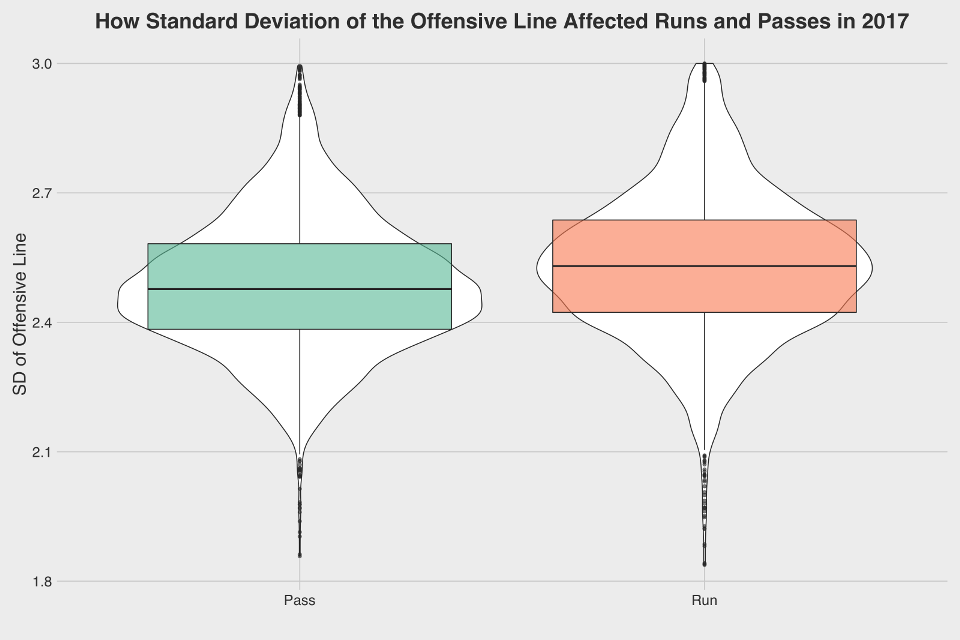 How Standard Deviation of the Offensive Line Affected Runs and Passes in 2017
SD of Offensive Line
3.0
2.7
2.4
2.1
1.8
Pass
Run